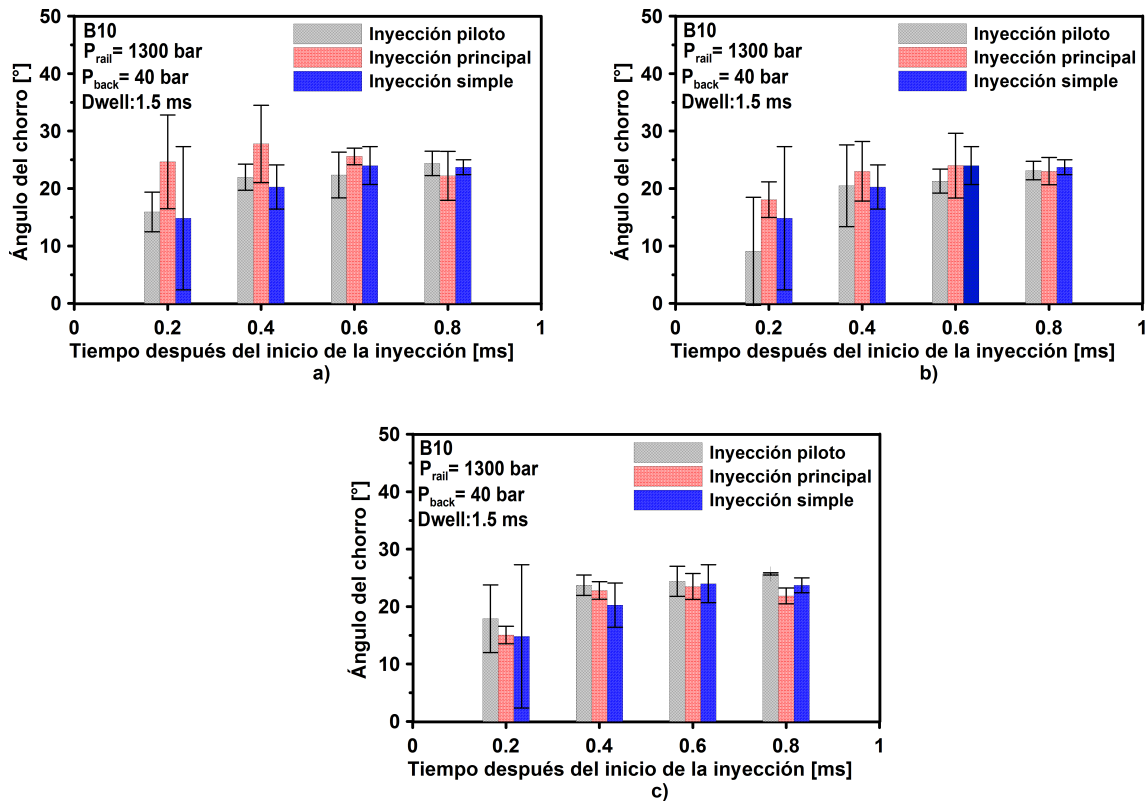 B10
P_rail= 1300 bar
P_back= 40 bar
Dwell:1.5 ms
Inyección piloto
Inyección principal
Inyección simple
Ángulo del chorro [°]
50
40
30
20
10
0
0 0.2 0.4 0.6 0.8 1
Tiempo después del inicio de la inyección [ms]
a)
B10
P_rail= 1300 bar
P_back= 40 bar
Dwell:1.5 ms
Inyección piloto
Inyección principal
Inyección simple
Ángulo del chorro [°]
50
40
30
20
10
0
0 0.2 0.4 0.6 0.8 1
Tiempo después del inicio de la inyección [ms]
b)
B10
P_rail= 1300 bar
P_back= 40 bar
Dwell:1.5 ms
Inyección piloto
Inyección principal
Inyección simple
Ángulo del chorro [°]
50
40
30
20
10
0
0 0.2 0.4 0.6 0.8 1
Tiempo después del inicio de la inyección [ms]
c)